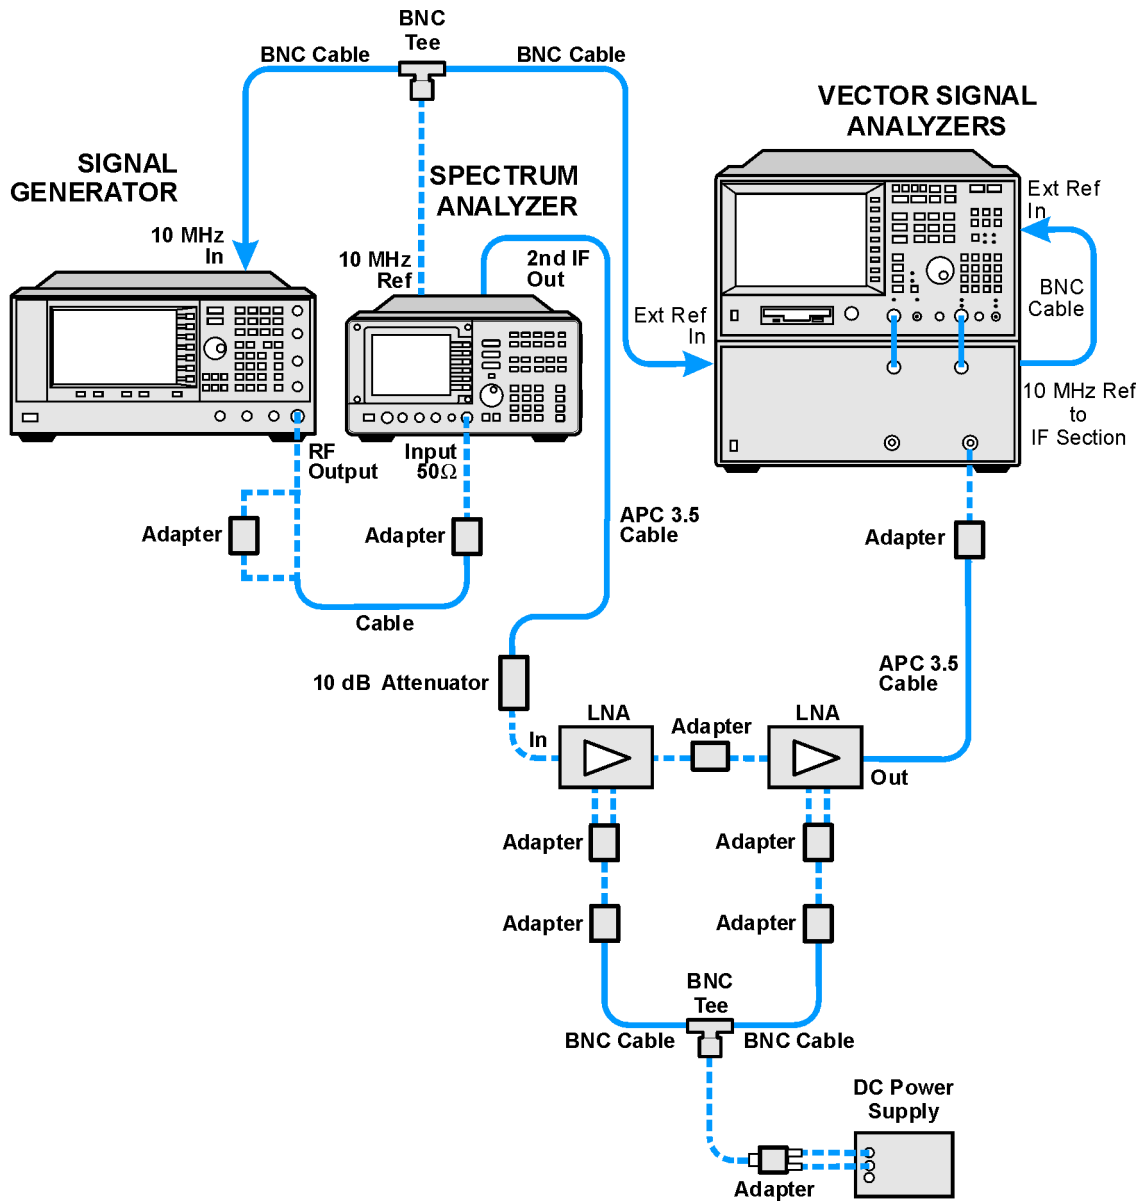 BNC
Tee
BNC Cable
BNC Cable
VECTOR SIGNAL
ANALYZERS
SIGNAL
GENERATOR
SPECTRUM
ANALYZER
Ext Ref
In
10 MHz
In
10 MHz
Ref
2nd IF
Out
BNC
Cable
Ext Ref
In
10 MHz Ref
to
IF Section
RF
Output
Input
50Ω
Adapter
Adapter
APC 3.5
Cable
Adapter
Cable
10 dB Attenuator
APC 3.5
Cable
LNA
Adapter
LNA
In
Out
Adapter
Adapter
Adapter
Adapter
BNC
Tee
BNC Cable
BNC Cable
DC Power
Supply
Adapter